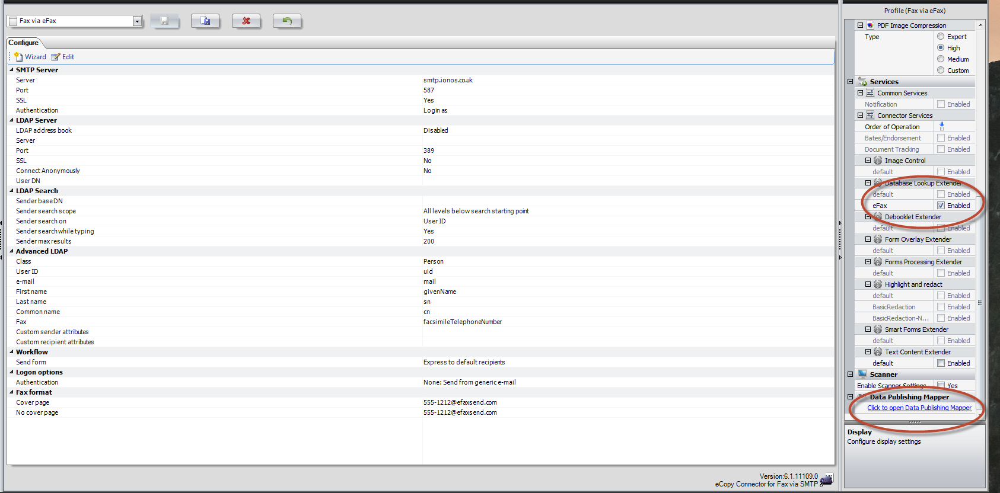 Fax via eFax
Configure
Wizard Edit
SMTP Server
Server smtp.ionos.co.uk
Port 587
SSL Yes
Authentication Login as
LDAP Server
LDAP address book Disabled
Server
Port 389
SSL No
Connect Anonymously No
User DN
LDAP Search
Sender base DN
Sender search scope All levels below search starting point
Sender search on User ID
Sender search while typing Yes
Sender max results 200
Advanced LDAP
Class Person
User ID uid
e-mail mail
First name givenName
Last name sn
Common name cn
Fax facsimileTelephoneNumber
Custom sender attributes
Custom recipient attributes
Workflow
Send form Express to default recipients
Logon options
Authentication None: Send from generic e-mail
Fax format
Cover page 555-1212@efaxsend.com
No cover page 555-1212@efaxsend.com
Version:6.1.11109.0
eCopy Connector for Fax via SMTP
Profile (Fax via eFax)
PDF Image Compression
Type Expert
High
Medium
Custom
Services
Common Services
Notification Enabled
Connector Services
Order of Operation
Bates/Endorsement Enabled
Document Tracking Enabled
Image Control
default Enabled
Database Lookup Extender
default Enabled
eFax Enabled
Debooklet Extender
default Enabled
Form Overlay Extender
default Enabled
Forms Processing Extender
default Enabled
Highlight and redact
default Enabled
BasicRedaction Enabled
BasicRedaction-N... Enabled
Smart Forms Extender
default Enabled
Text Content Extender
default Enabled
Scanner
Enable Scanner Settings Yes
Data Publishing Mapper
Click to open Data Publishing Mapper
Display
Configure display settings